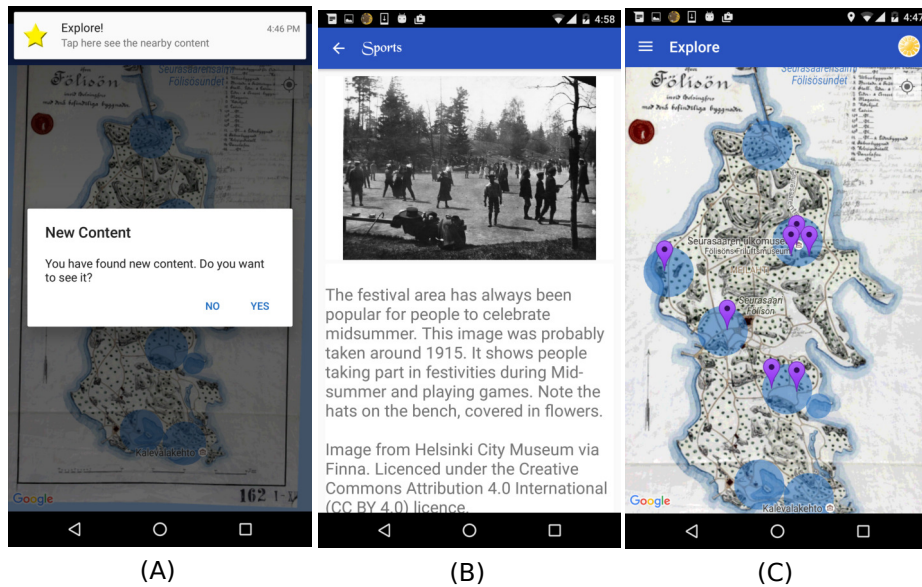 Explore!
4:46 PM
Tap here see the nearby content
Seurasaarensalmi
Fölisösundet
Fölisöön
New Content
You have found new content. Do you want
to see it?
NO
YES
Kalevalakehto
Google
162 1-
(A)
4:58
Sports
The festival area has always been
popular for people to celebrate
midsummer. This image was probably
taken around 1915. It shows people
taking part in festivities during Mid-
summer and playing games. Note the
hats on the bench, covered in flowers.
Image from Helsinki City Museum via
Finna. Licenced under the Creative
Commons Attribution 4.0 International
(CC BY 4.0) licence.
(B)
4:47
Explore
Fölisöön
Fölisösundet
Seurasaaren ulkomuseo
Fölisöns Friluftsmuseum
Seurasaari
Fölisön
Kalevalakehto
Google
(C)